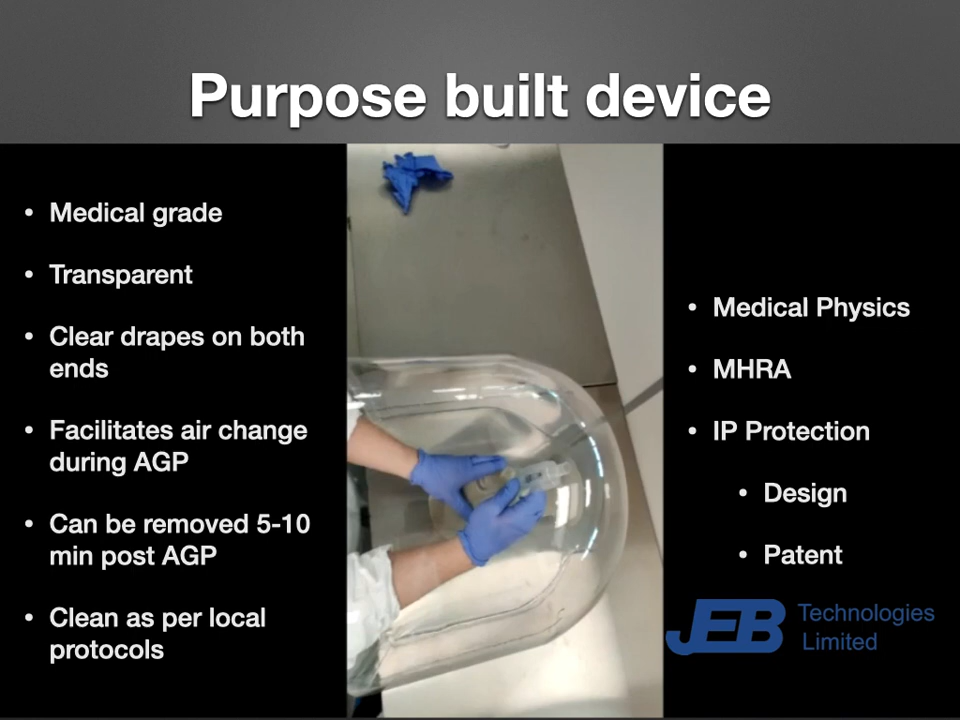 Purpose built device
• Medical grade
• Transparent
• Clear drapes on both
ends
• Facilitates air change
during AGP
• Can be removed 5-10
min post AGP
• Clean as per local
protocols
• Medical Physics
• MHRA
• IP Protection
• Design
• Patent
JEB Technologies
Limited